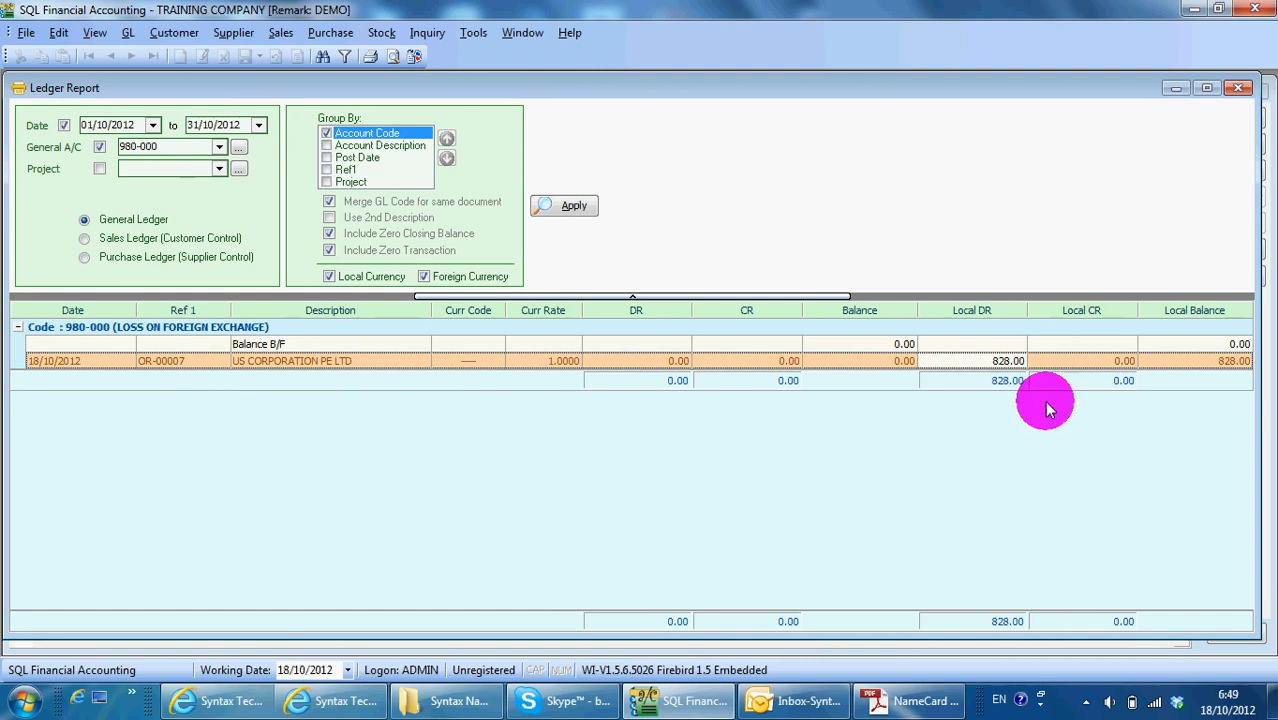 SQL Financial Accounting - TRAINING COMPANY [Remark: DEMO]
File Edit View GL Customer Supplier Sales Purchase Stock Inquiry Tools Window Help
Ledger Report
Date 01/10/2012 to 31/10/2012
General A/C 980-000 ...
Project ...
General Ledger
Sales Ledger (Customer Control)
Purchase Ledger (Supplier Control)
Group By:
Account Code
Account Description
Post Date
Ref1
Project
Merge GL Code for same document
Use 2nd Description
Include Zero Closing Balance
Include Zero Transaction
Local Currency Foreign Currency
Apply
Date Ref 1 Description Curr Code Curr Rate DR CR Balance Local DR Local CR Local Balance
Code : 980-000 (LOSS ON FOREIGN EXCHANGE)
Balance B/F 0.00 0.00
18/10/2012 OR-00007 US CORPORATION PE LTD ---- 1.0000 0.00 0.00 0.00 828.00 0.00 828.00
0.00 0.00 828.00 0.00
0.00 0.00 828.00 0.00
SQL Financial Accounting Working Date: 18/10/2012 Logon: ADMIN Unregistered CAP NUM WI-V1.5.6.5026 Firebird 1.5 Embedded
Syntax Tec... Syntax Tec... Syntax Na... Skype™ - b... SQL Financ... Inbox-Synt... NameCard ... EN 6:49
18/10/2012